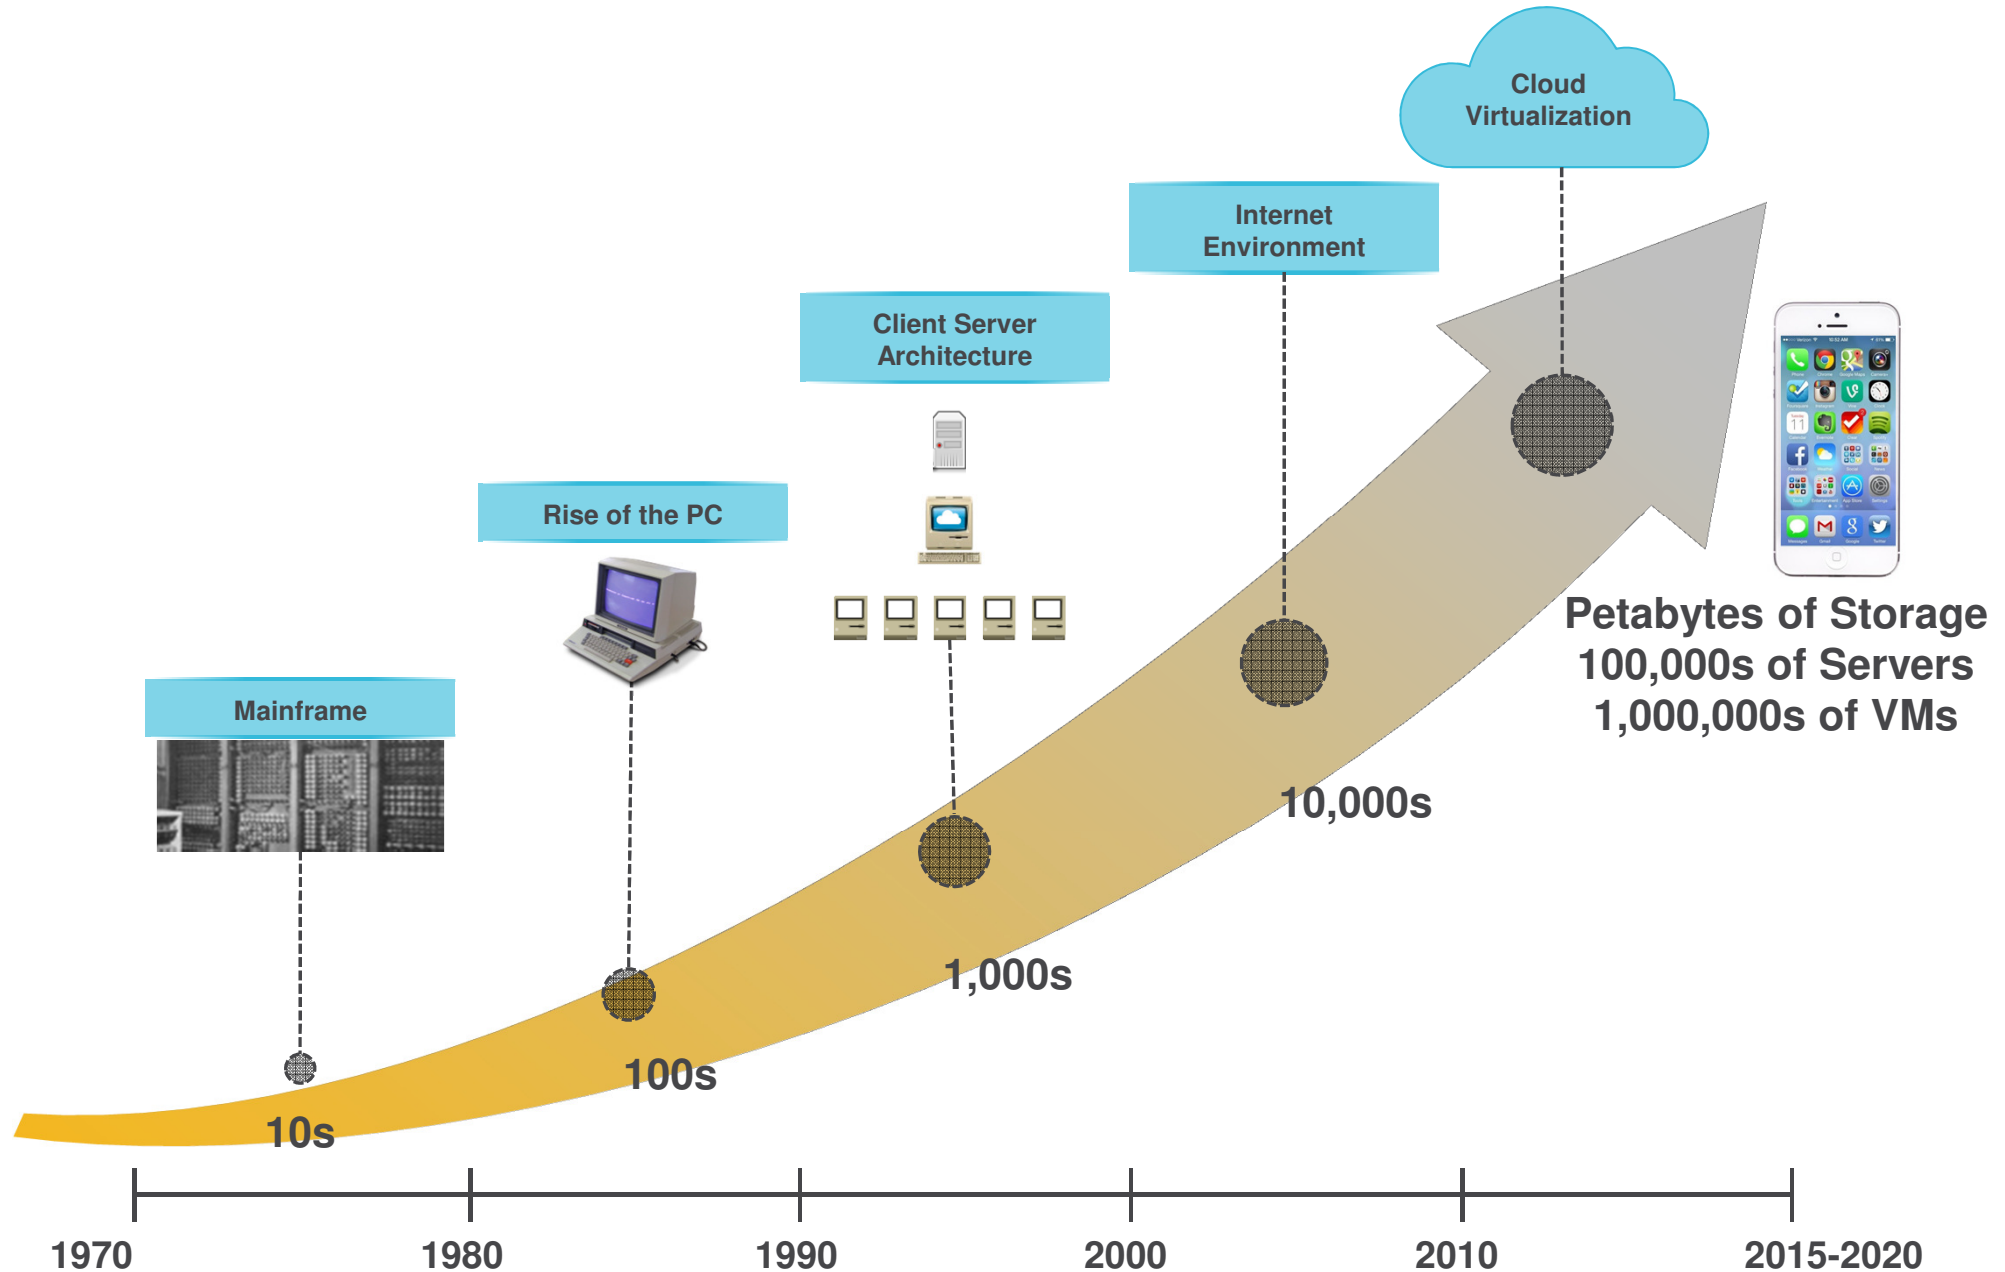 Cloud
Virtualization
Internet
Environment
Client Server
Architecture
Rise of the PC
Mainframe
Petabytes of Storage
100,000s of Servers
1,000,000s of VMs
10,000s
1,000s
100s
10s
1970
1980
1990
2000
2010
2015-2020